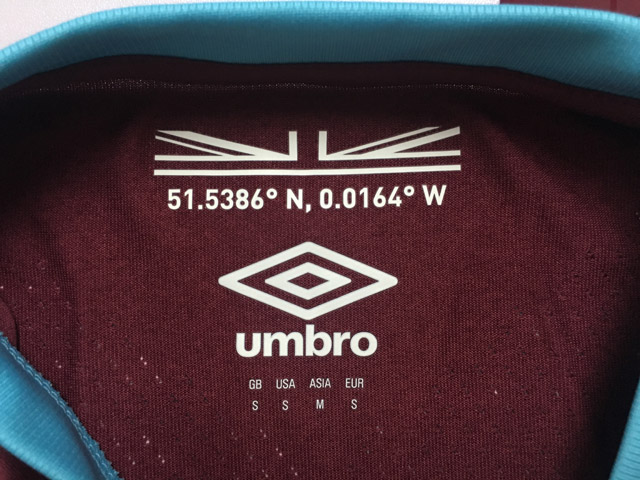 51.5386° N, 0.0164° W
umbro
GB USA ASIA EUR
S S M S